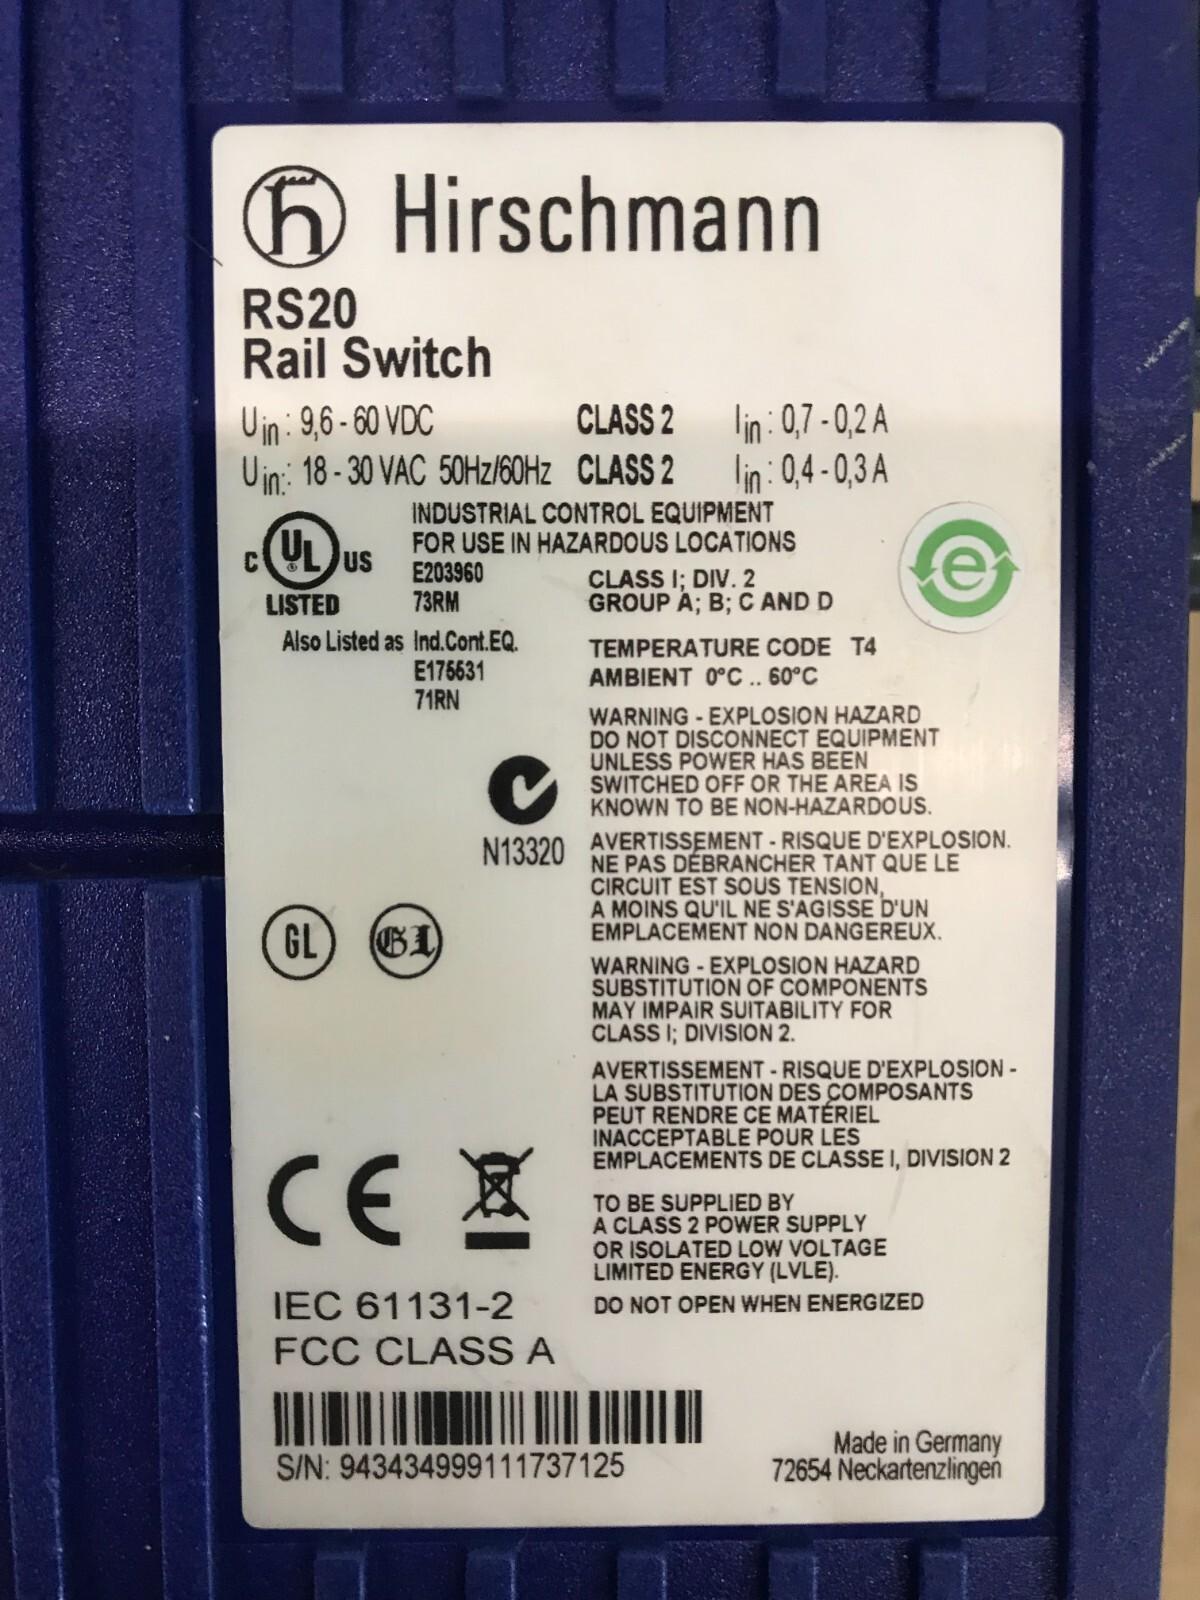 Hirschmann
RS20
Rail Switch
Uin: 9,6 - 60 VDC CLASS 2 Iin: 0,7 - 0,2 A
Uin:: 18 - 30 VAC 50Hz/60Hz CLASS 2 Iin: 0,4 - 0,3 A
INDUSTRIAL CONTROL EQUIPMENT
FOR USE IN HAZARDOUS LOCATIONS
C UL ® US
LISTED
E203960
73RM
CLASS I; DIV. 2
GROUP A; B; C AND D
e
Also Listed as Ind.Cont.EQ.
E175531
71RN
TEMPERATURE CODE T4
AMBIENT 0°C .. 60°C
WARNING - EXPLOSION HAZARD
DO NOT DISCONNECT EQUIPMENT
UNLESS POWER HAS BEEN
SWITCHED OFF OR THE AREA IS
KNOWN TO BE NON-HAZARDOUS.
N13320
AVERTISSEMENT - RISQUE D'EXPLOSION.
NE PAS DÉBRANCHER TANT QUE LE
CIRCUIT EST SOUS TENSION,
A MOINS QU'IL NE S'AGISSE D'UN
EMPLACEMENT NON DANGEREUX.
GL GL
WARNING - EXPLOSION HAZARD
SUBSTITUTION OF COMPONENTS
MAY IMPAIR SUITABILITY FOR
CLASS I; DIVISION 2.
AVERTISSEMENT - RISQUE D'EXPLOSION -
LA SUBSTITUTION DES COMPOSANTS
PEUT RENDRE CE MATÉRIEL
INACCEPTABLE POUR LES
EMPLACEMENTS DE CLASSE I, DIVISION 2
CE
TO BE SUPPLIED BY
A CLASS 2 POWER SUPPLY
OR ISOLATED LOW VOLTAGE
LIMITED ENERGY (LVLE).
DO NOT OPEN WHEN ENERGIZED
IEC 61131-2
FCC CLASS A
S/N: 943434999111737125
Made in Germany
72654 Neckartenzlingen